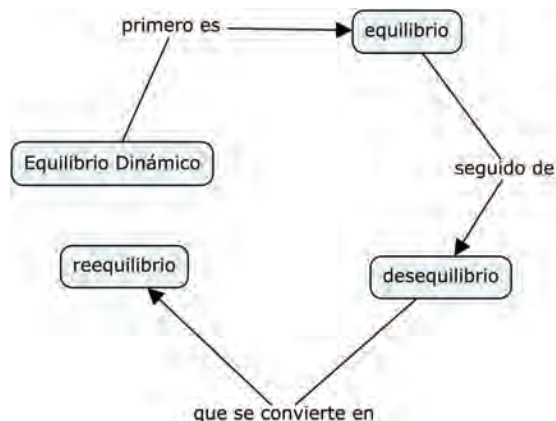 primero es
equilibrio
Equilibrio Dinámico
seguido de
reequilibrio
desequilibrio
que se convierte en